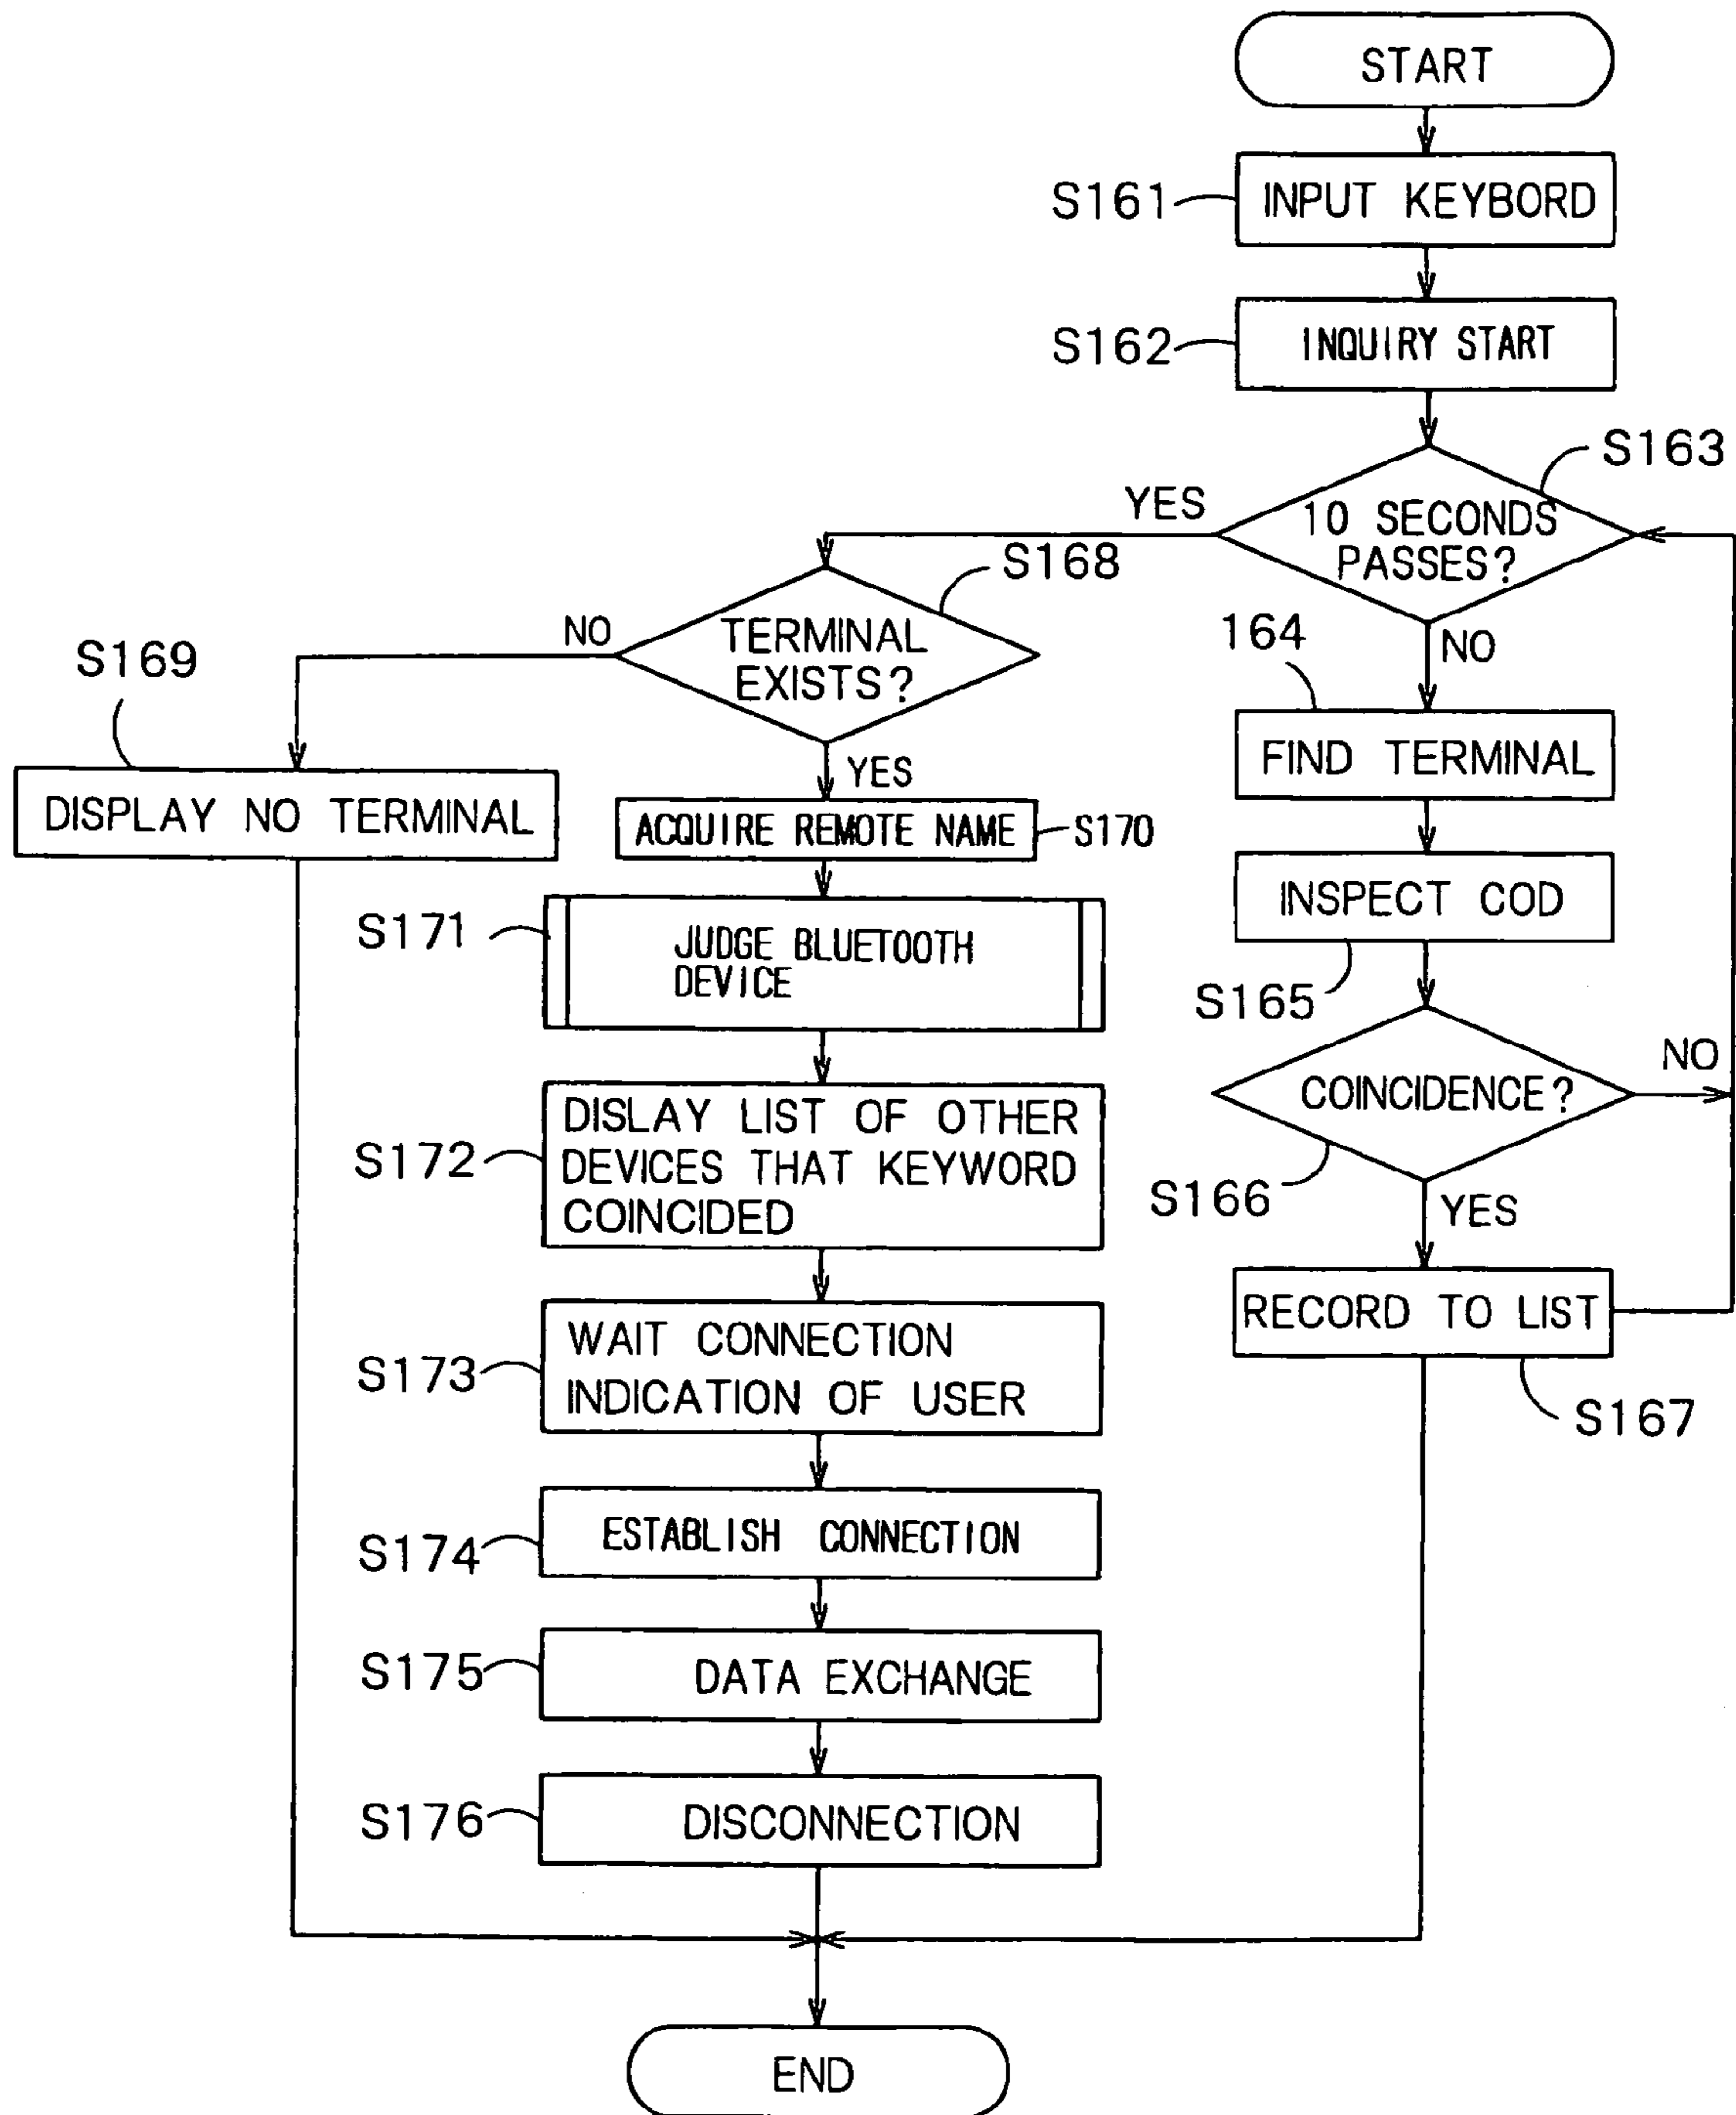 START
S161
INPUT KEYBORD
S162
INQUIRY START
S163
10 SECONDS
PASSES?
YES
NO
164
FIND TERMINAL
INSPECT COD
S165
COINCIDENCE?
NO
S166
YES
RECORD TO LIST
S167
S168
TERMINAL
EXISTS?
NO
S169
DISPLAY NO TERMINAL
YES
ACQUIRE REMOTE NAME
S170
S171
JUDGE BLUETOOTH
DEVICE
S172
DISLAY LIST OF OTHER
DEVICES THAT KEYWORD
COINCIDED
S173
WAIT CONNECTION
INDICATION OF USER
S174
ESTABLISH CONNECTION
S175
DATA EXCHANGE
S176
DISCONNECTION
END